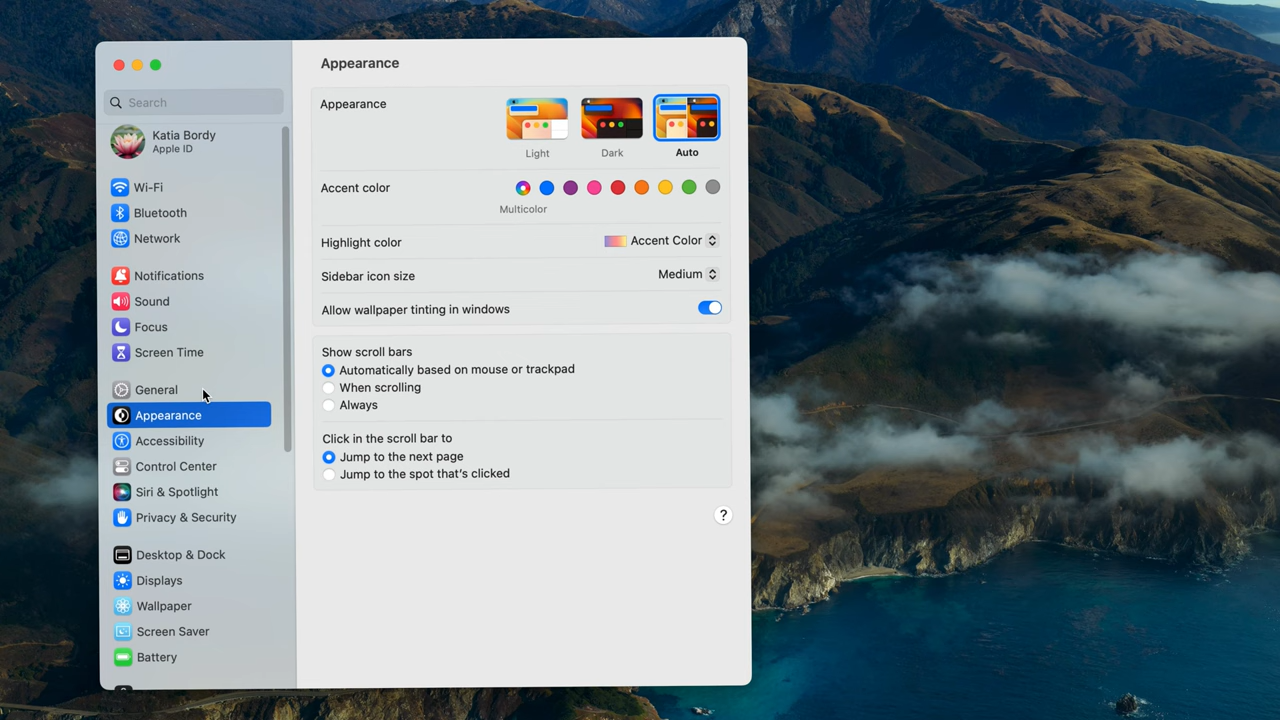 Appearance
Search
Katia Bordy
Apple ID
Wi-Fi
Bluetooth
Network
Notifications
Sound
Focus
Screen Time
General
Appearance
Accessibility
Control Center
Siri & Spotlight
Privacy & Security
Desktop & Dock
Displays
Wallpaper
Screen Saver
Battery
Appearance
Light
Dark
Auto
Accent color
Multicolor
Highlight color
Accent Color
Sidebar icon size
Medium
Allow wallpaper tinting in windows
Show scroll bars
Automatically based on mouse or trackpad
When scrolling
Always
Click in the scroll bar to
Jump to the next page
Jump to the spot that's clicked
?